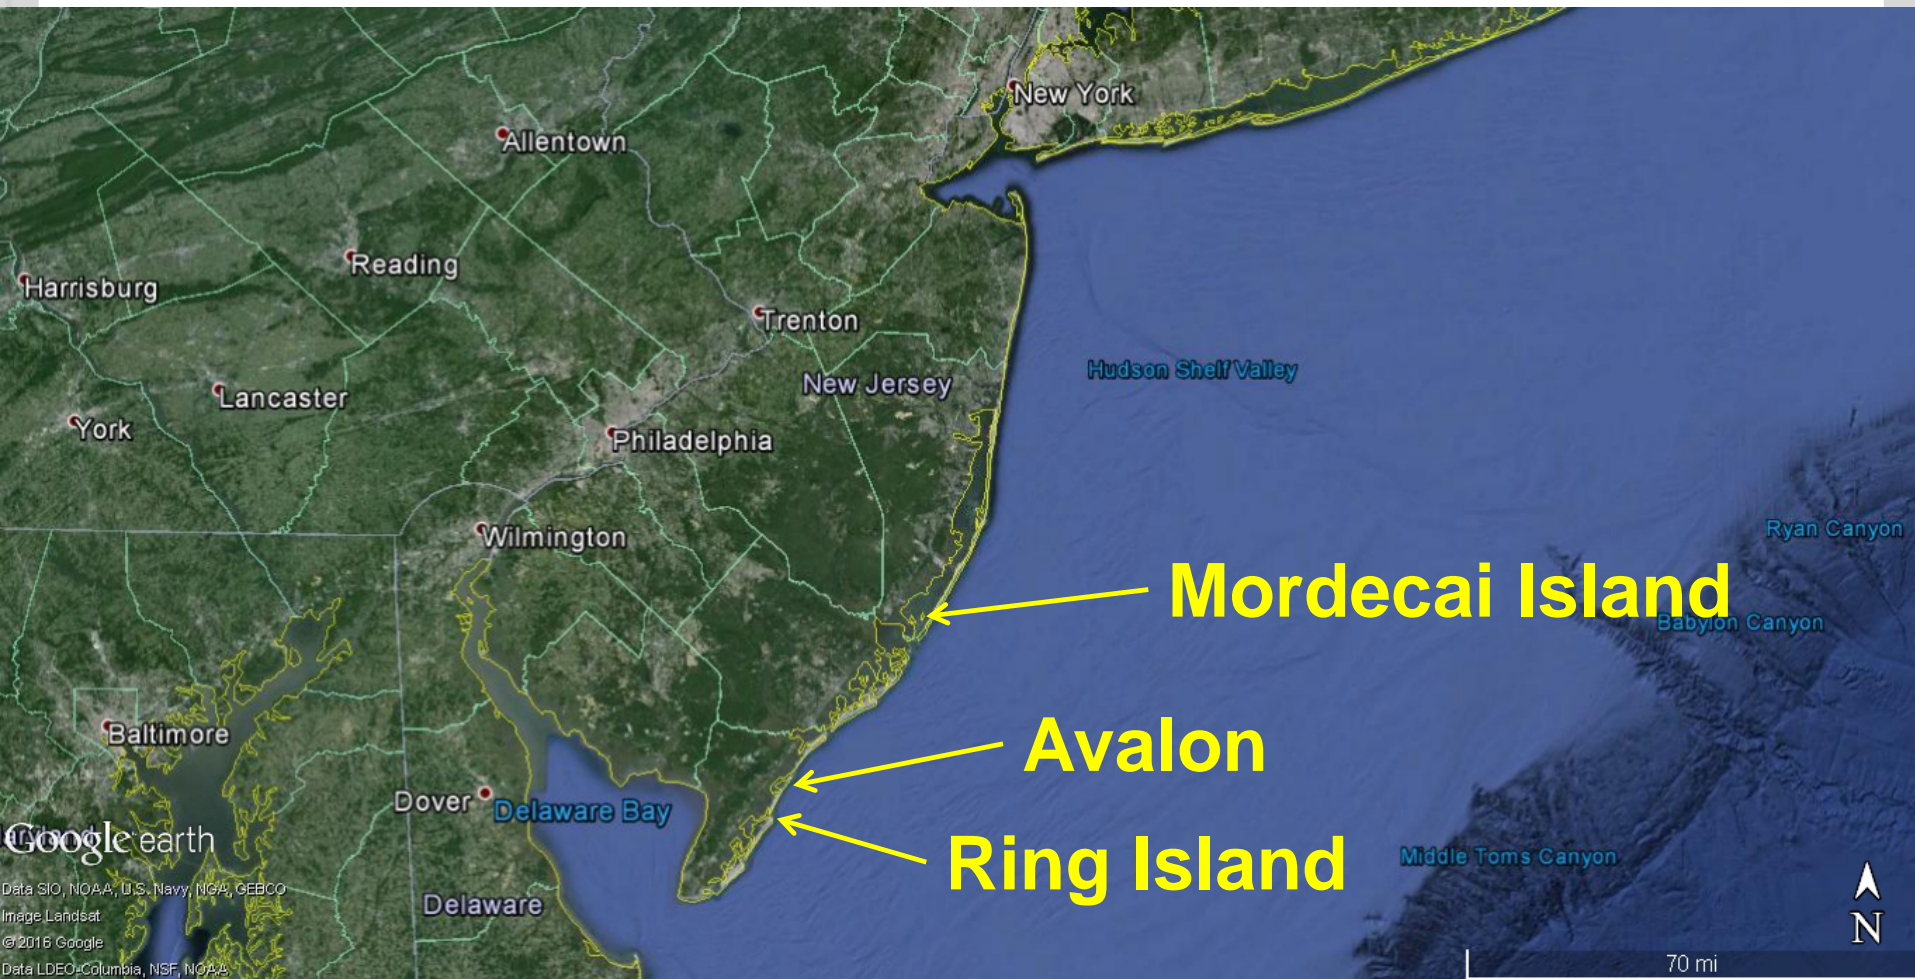 New York
Allentown
Reading
Harrisburg
Trenton
Hudson Shelf Valley
New Jersey
Lancaster
York
Philadelphia
Ryan Canyon
Wilmington
Mordecai Island
Babylon Canyon
Baltimore
Avalon
Dover
Delaware Bay
Google earth
Ring Island
Middle Toms Canyon
Data SIO, NOAA, U.S. Navy, NGA, GEBCO
Image Landsat
Delaware
© 2016 Google
N
Data LDEO-Columbia, NSF, NOAA
70 mi